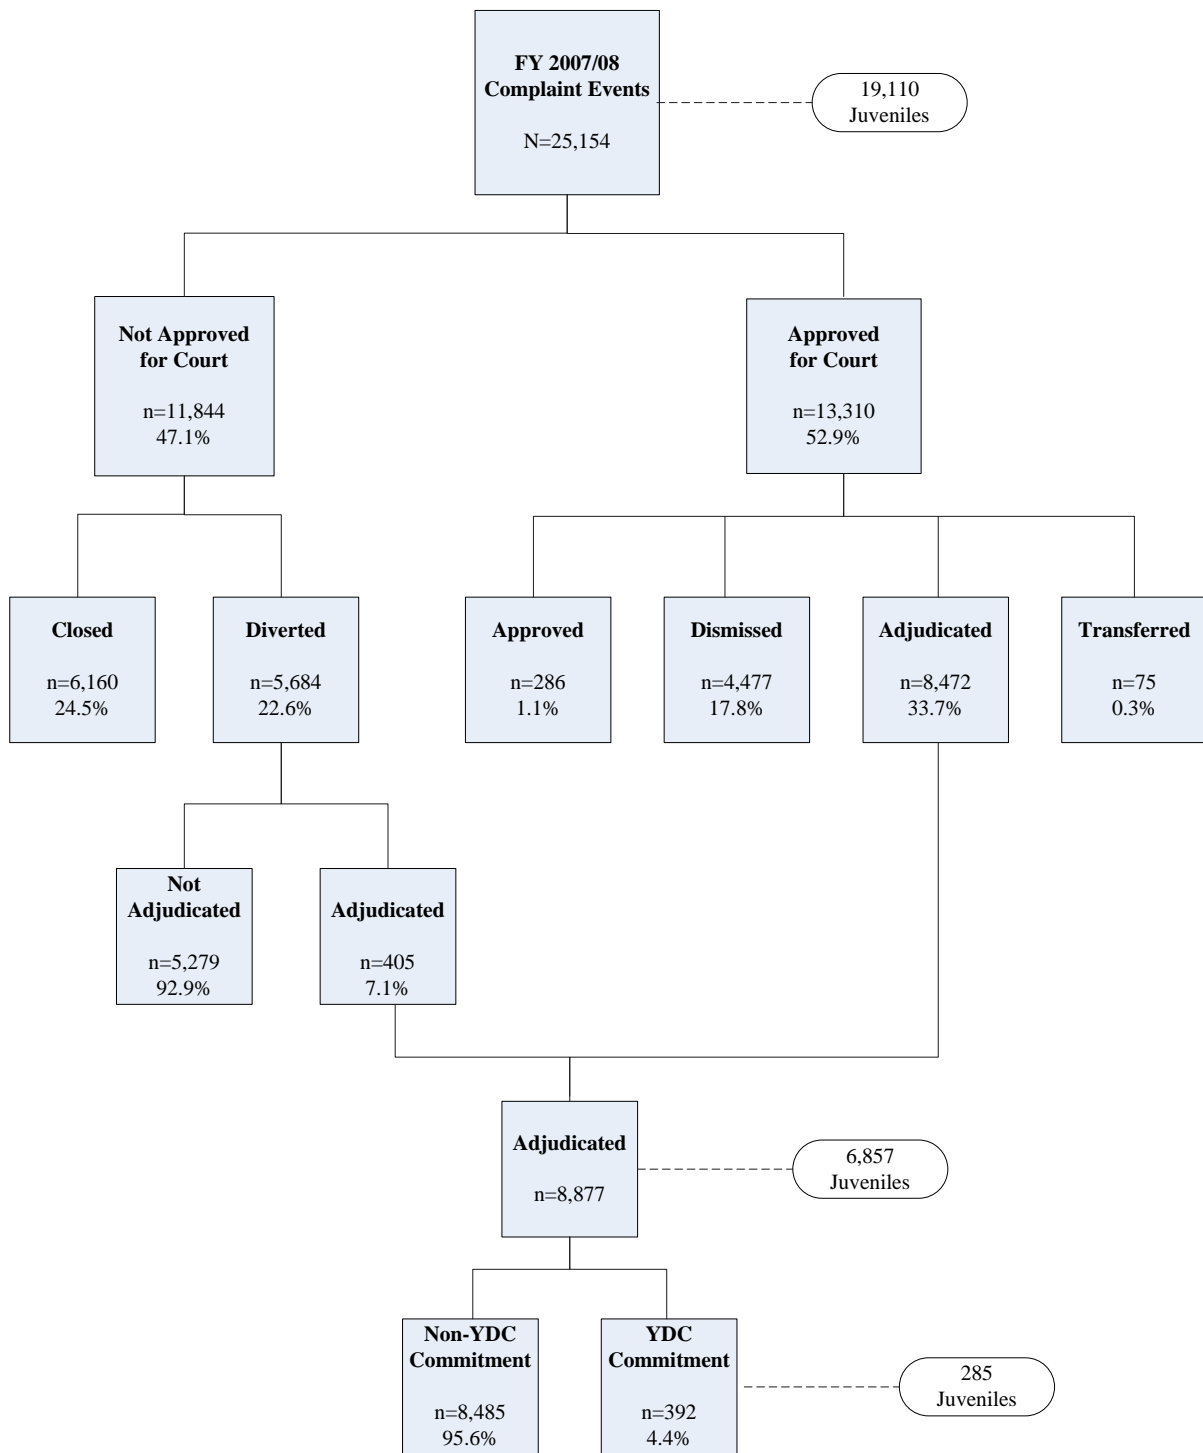 FY 2007/08
Complaint Events
N=25,154
19,110
Juveniles
Not Approved
for Court
n=11,844
47.1%
Approved
for Court
n=13,310
52.9%
Closed
n=6,160
24.5%
Diverted
n=5,684
22.6%
Approved
n=286
1.1%
Dismissed
n=4,477
17.8%
Adjudicated
n=8,472
33.7%
Transferred
n=75
0.3%
Not
Adjudicated
n=5,279
92.9%
Adjudicated
n=405
7.1%
Adjudicated
n=8,877
6,857
Juveniles
Non-YDC
Commitment
n=8,485
95.6%
YDC
Commitment
n=392
4.4%
285
Juveniles